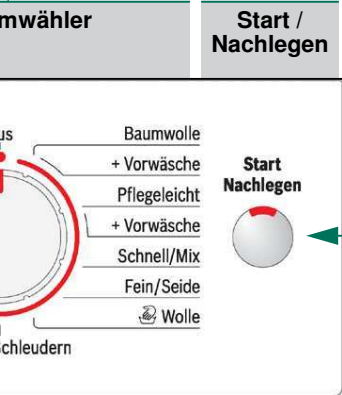 mwähler
Start /
Nachlegen
us
Baumwolle
+ Vorwäsche
Pflegeleicht
+ Vorwäsche
Schnell/Mix
Fein/Seide
Wolle
chleudern
Start
Nachlegen